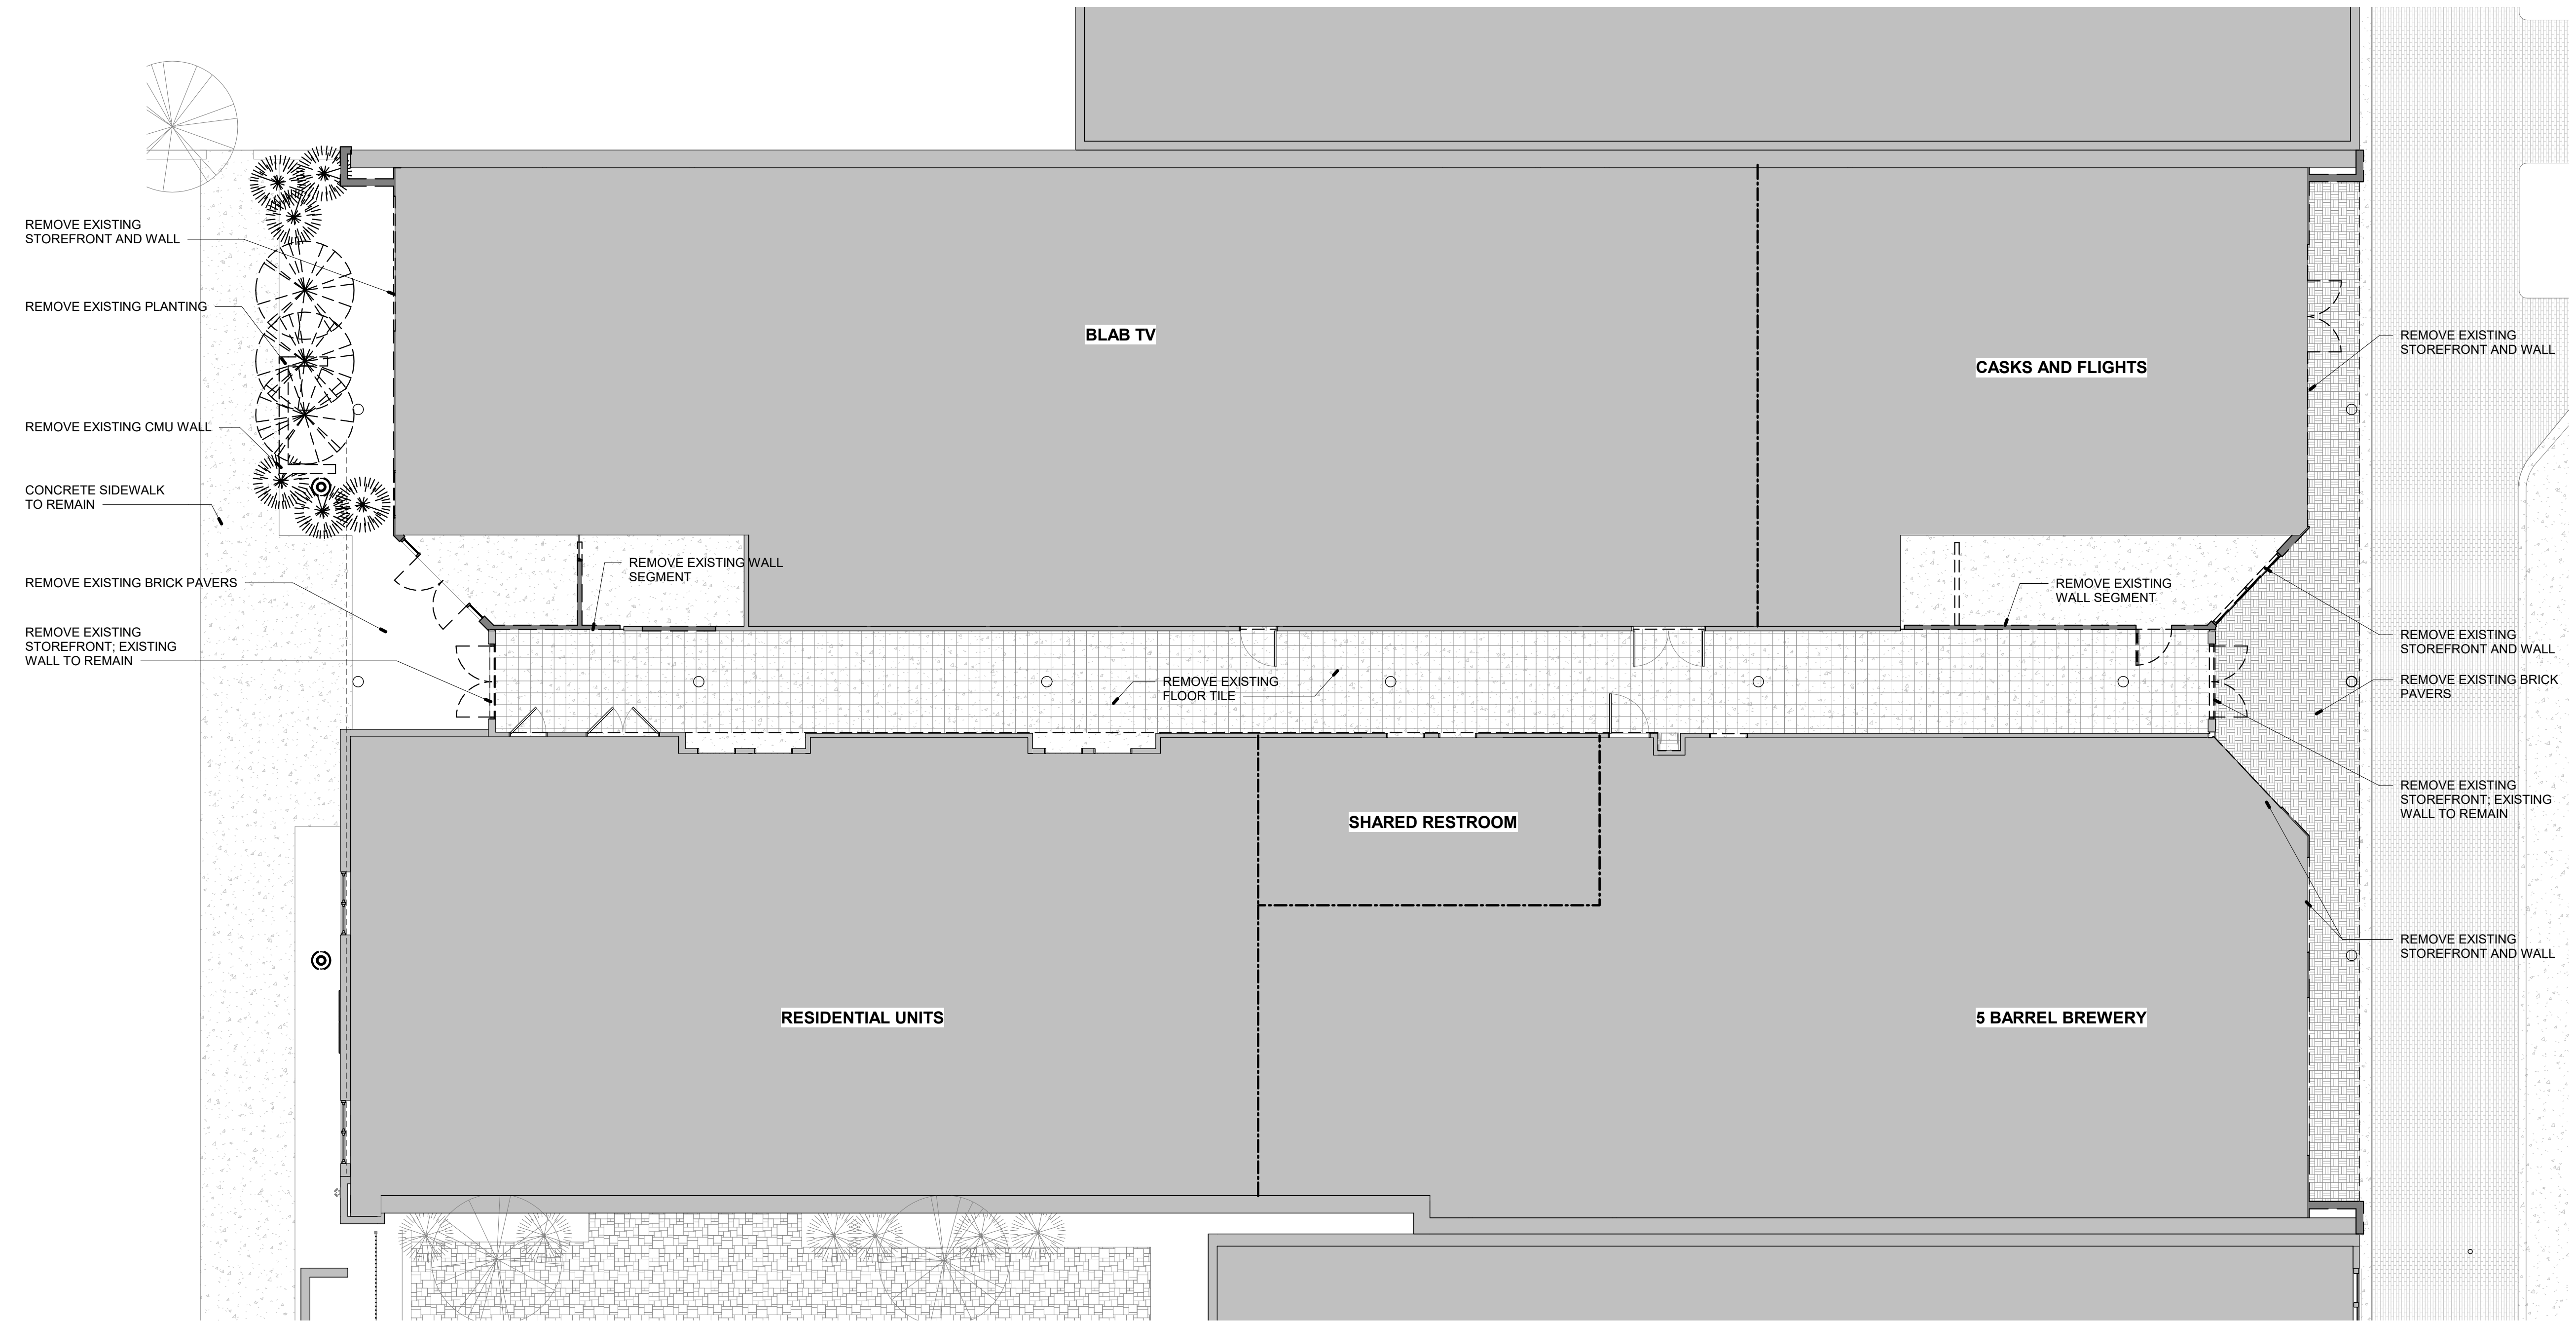 REMOVE EXISTING
STOREFRONT AND WALL
REMOVE EXISTING PLANTING
REMOVE EXISTING CMU WALL
CONCRETE SIDEWALK
TO REMAIN
REMOVE EXISTING BRICK PAVERS
REMOVE EXISTING
STOREFRONT; EXISTING
WALL TO REMAIN
BLAB TV
CASKS AND FLIGHTS
REMOVE EXISTING WALL
SEGMENT
REMOVE EXISTING
WALL SEGMENT
REMOVE EXISTING
FLOOR TILE
SHARED RESTROOM
RESIDENTIAL UNITS
5 BARREL BREWERY
REMOVE EXISTING
STOREFRONT AND WALL
REMOVE EXISTING
STOREFRONT AND WALL
REMOVE EXISTING BRICK
PAVERS
REMOVE EXISTING
STOREFRONT; EXISTING
WALL TO REMAIN
REMOVE EXISTING
STOREFRONT AND WALL